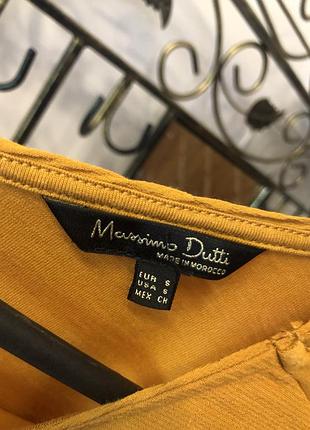 Massimo Dutti
MADE IN MOROCCO
EUR S
USA S
MEX CH